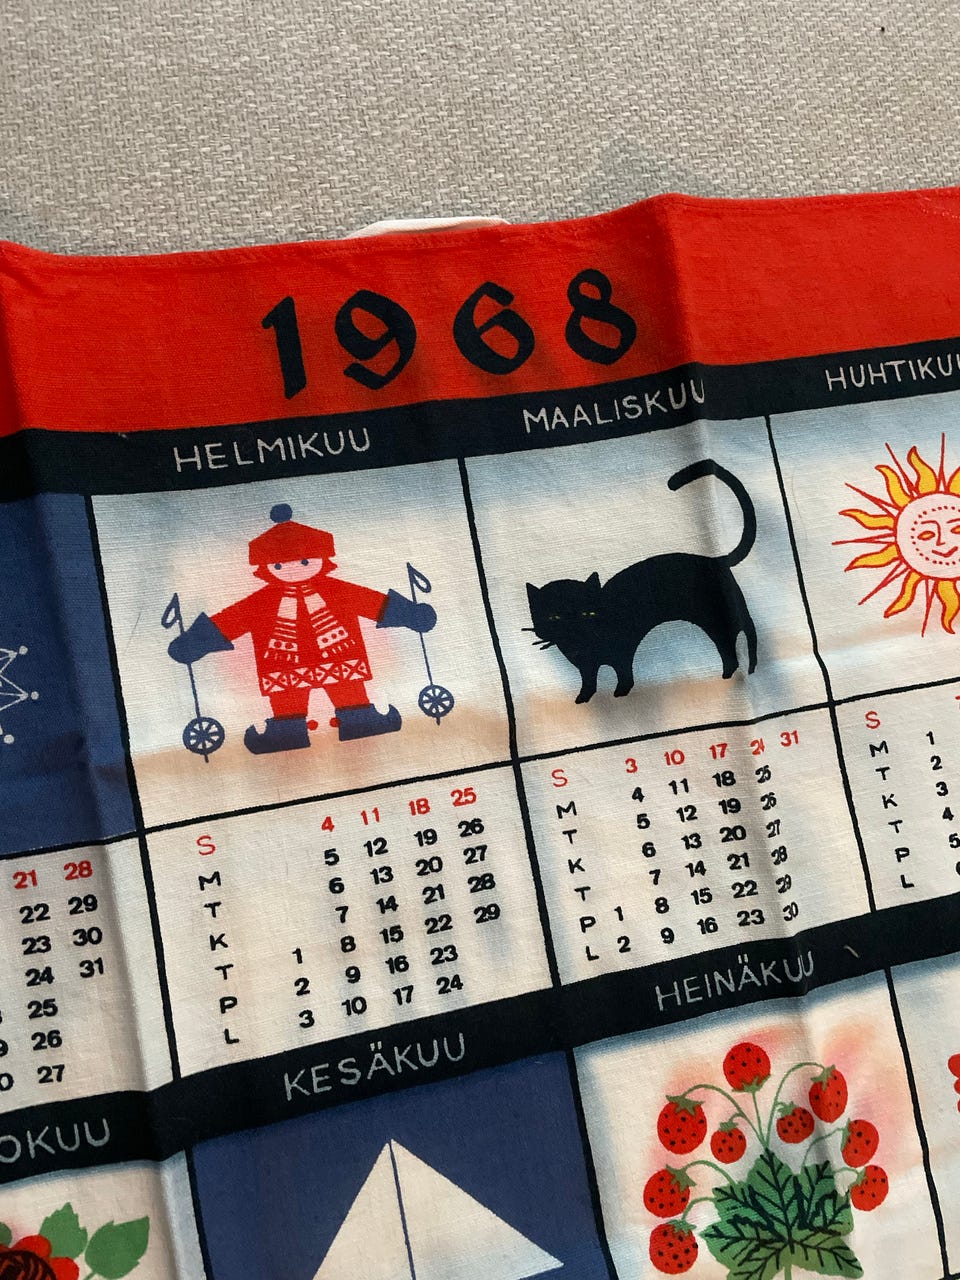 1968
HELMIKUU
MAALISKUU
HUHTIKUU
21 28
22 29
23 30
24 31
25
26
27
S 4 11 18 25
M 5 12 19 26
T 6 13 20 27
K 7 14 21 28
T 1 8 15 22 29
P 2 9 16 23
L 3 10 17 24
S 3 10 17 24 31
M 4 11 18 25
T 5 12 19 26
K 6 13 20 27
T 7 14 21 28
P 1 8 15 22 29
L 2 9 16 23 30
S
M 1
T 2
K 3
T 4
P 5
L
OKUU
KESÄKUU
HEINÄKUU